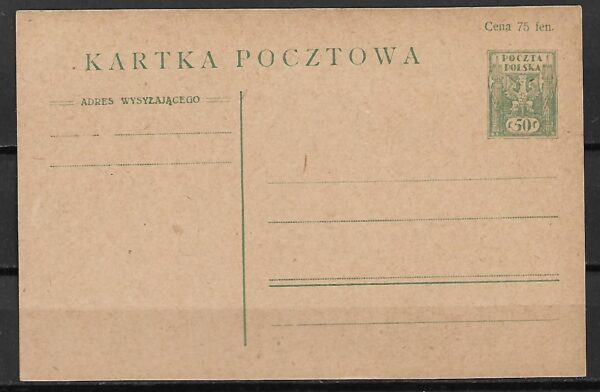 Cena 75 fen.
KARTKA POCZTOWA
POCZTA
POLSKA
F 50 F
ADRES WYSYŁAJĄCEGO